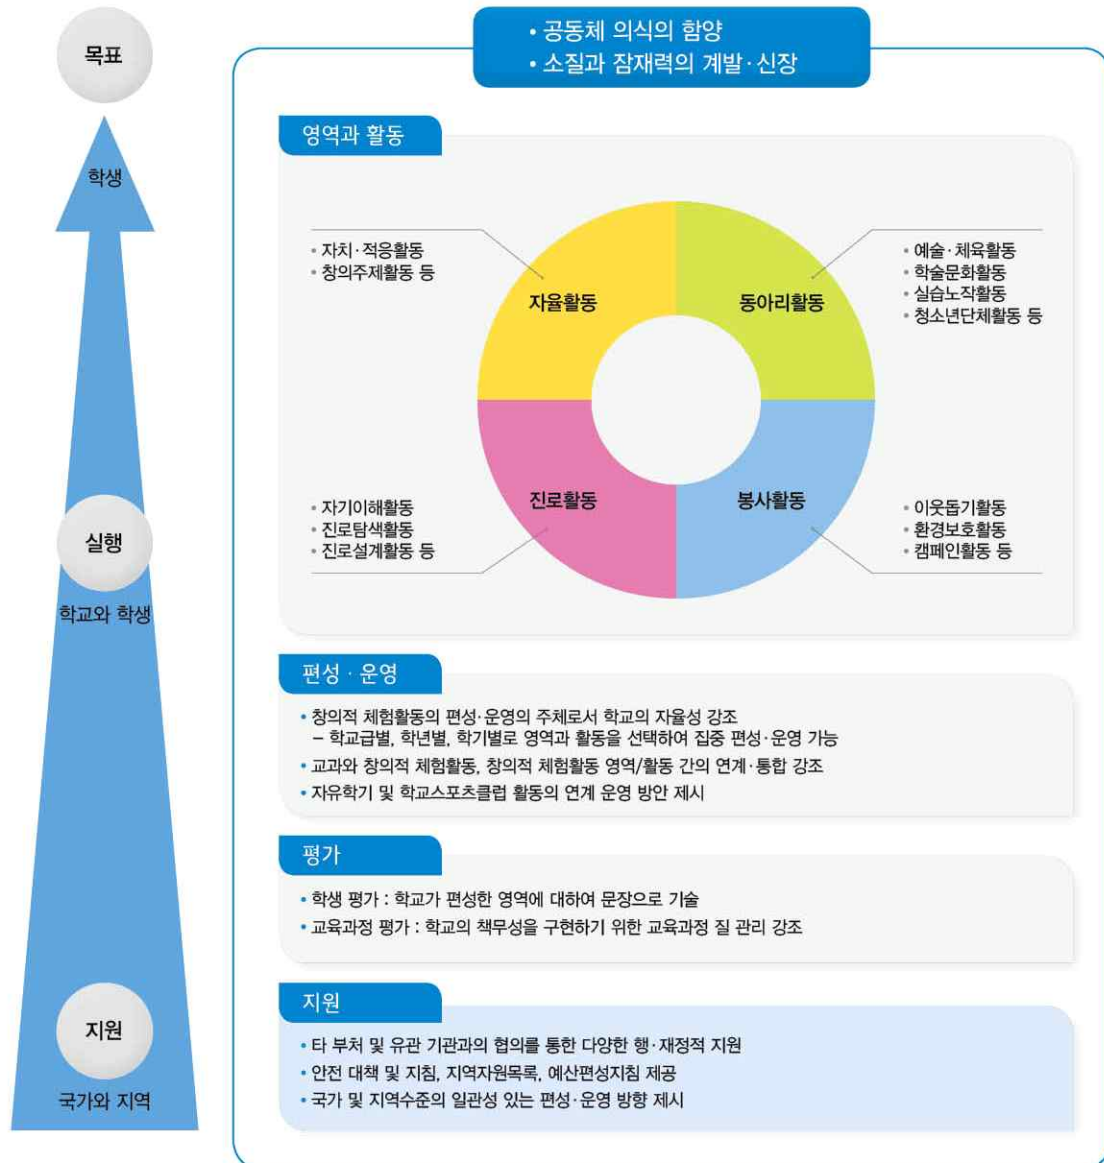 목표
학생
실행
학교와 학생
지원
국가와 지역
• 공동체 의식의 함양
• 소질과 잠재력의 계발·신장
영역과 활동
• 자치·적응활동
• 창의주제활동 등
자율활동
동아리활동
• 예술·체육활동
• 학술문화활동
• 실습노작활동
• 청소년단체활동 등
• 자기이해활동
• 진로탐색활동
• 진로설계활동 등
진로활동
봉사활동
• 이웃돕기활동
• 환경보호활동
• 캠페인활동 등
편성·운영
• 창의적 체험활동의 편성·운영의 주체로서 학교의 자율성 강조
– 학교급별, 학년별, 학기별로 영역과 활동을 선택하여 집중 편성·운영 가능
• 교과와 창의적 체험활동, 창의적 체험활동 영역/활동 간의 연계·통합 강조
• 자유학기 및 학교스포츠클럽 활동의 연계 운영 방안 제시
평가
• 학생 평가 : 학교가 편성한 영역에 대하여 문장으로 기술
• 교육과정 평가 : 학교의 책무성을 구현하기 위한 교육과정 질 관리 강조
지원
• 타 부처 및 유관 기관과의 협의를 통한 다양한 행·재정적 지원
• 안전 대책 및 지침, 지역자원목록, 예산편성지침 제공
• 국가 및 지역수준의 일관성 있는 편성·운영 방향 제시